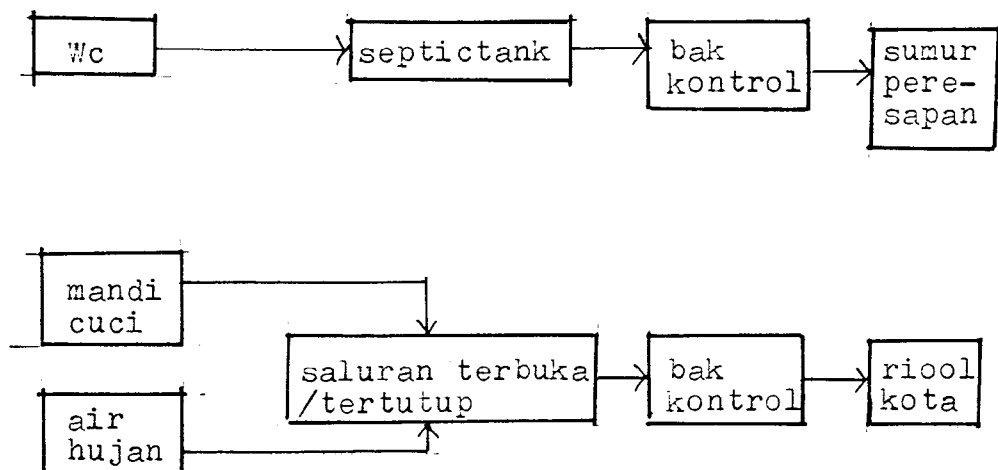 Wc
septictank
bak
kontrol
sumur
pere-
sapan
mandi
cuci
saluran terbuka
/tertutup
bak
kontrol
riool
kota
air
hujan